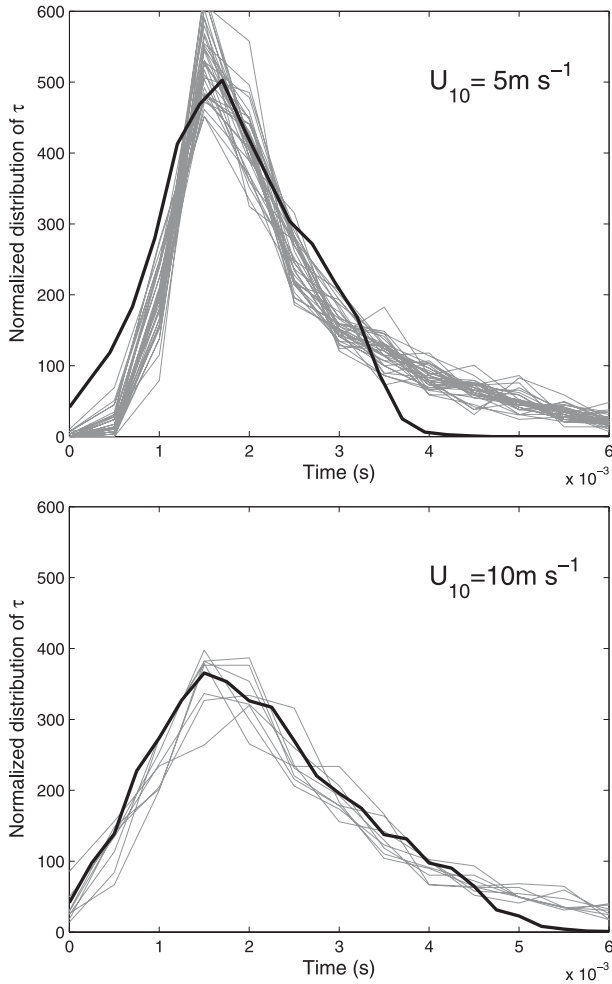 600
500
400
300
200
100
0
Normalized distribution of τ
U₁₀= 5m s⁻¹
0 1 2 3 4 5 6
Time (s)
x 10⁻³
600
500
400
300
200
100
0
Normalized distribution of τ
U₁₀=10m s⁻¹
0 1 2 3 4 5 6
Time (s)
x 10⁻³